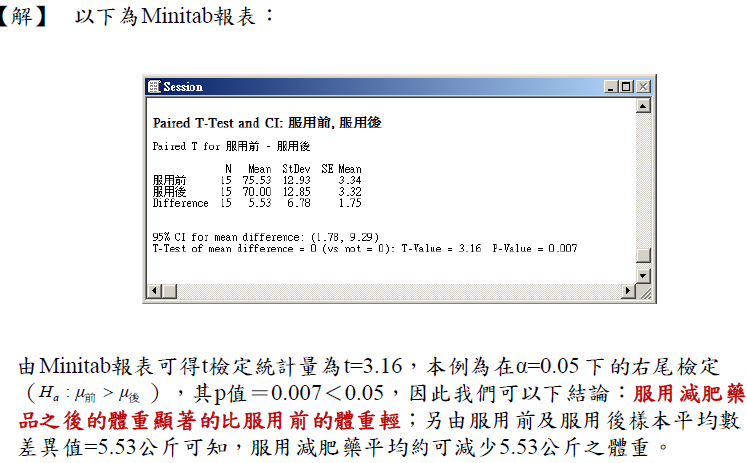 【解】 以下為Minitab報表：
Session
Paired T-Test and CI: 服用前, 服用後
Paired T for 服用前 - 服用後
N Mean StDev SE Mean
服用前 15 75.53 12.93 3.34
服用後 15 70.00 12.85 3.32
Difference 15 5.53 6.78 1.75
95% CI for mean difference: (1.78, 9.29)
T-Test of mean difference = 0 (vs not = 0): T-Value = 3.16 P-Value = 0.007
由Minitab報表可得t檢定統計量為t=3.16，本例為在α=0.05下的右尾檢定
（Hₐ : μ前 > μ後 ），其p值＝0.007＜0.05，因此我們可以下結論：服用減肥藥
品之後的體重顯著的比服用前的體重輕；另由服用前及服用後樣本平均數
差異值=5.53公斤可知，服用減肥藥平均約可減少5.53公斤之體重。